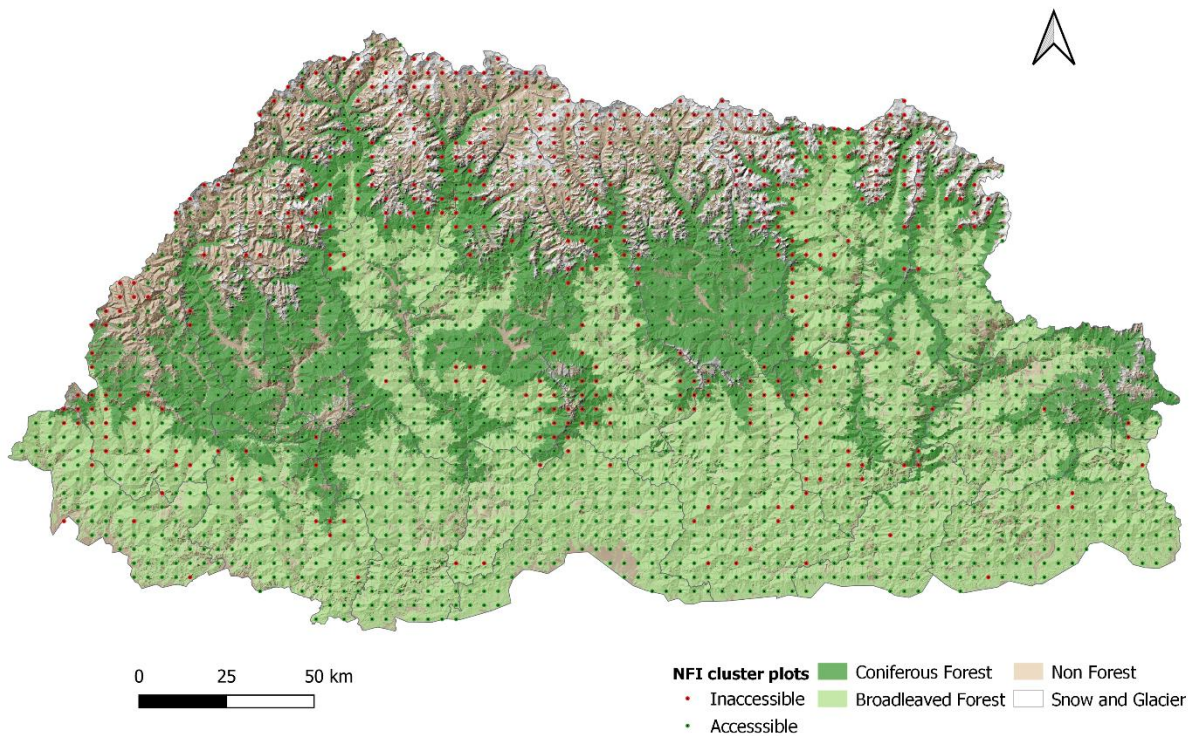 0 25 50 km
NFI cluster plots
Inaccessible
Accesssible
Coniferous Forest
Broadleaved Forest
Non Forest
Snow and Glacier